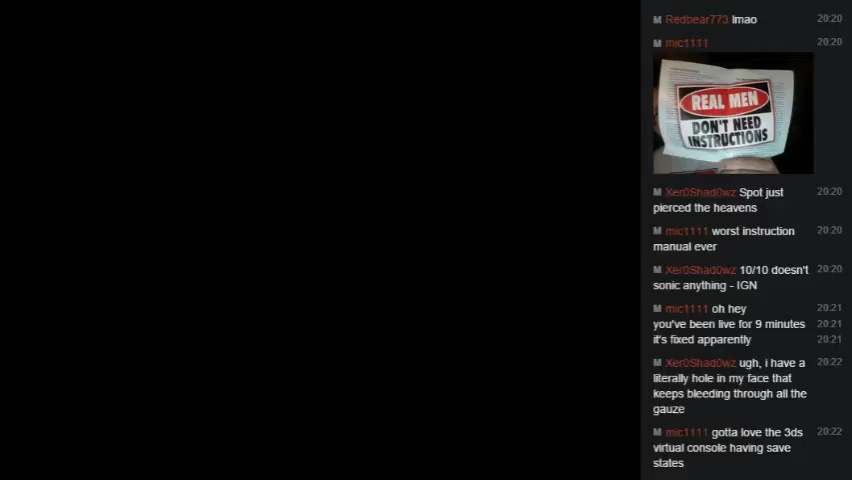 M Redbear773 lmao 20:20
M mic1111 20:20
REAL MEN
DON'T NEED
INSTRUCTIONS
M Xer0Shad0wz Spot just 20:20
pierced the heavens
M mic1111 worst instruction 20:20
manual ever
M Xer0Shad0wz 10/10 doesn't 20:20
sonic anything - IGN
M mic1111 oh hey 20:21
you've been live for 9 minutes 20:21
it's fixed apparently 20:21
M Xer0Shad0wz ugh, i have a 20:22
literally hole in my face that
keeps bleeding through all the
gauze
M mic1111 gotta love the 3ds 20:22
virtual console having save
states